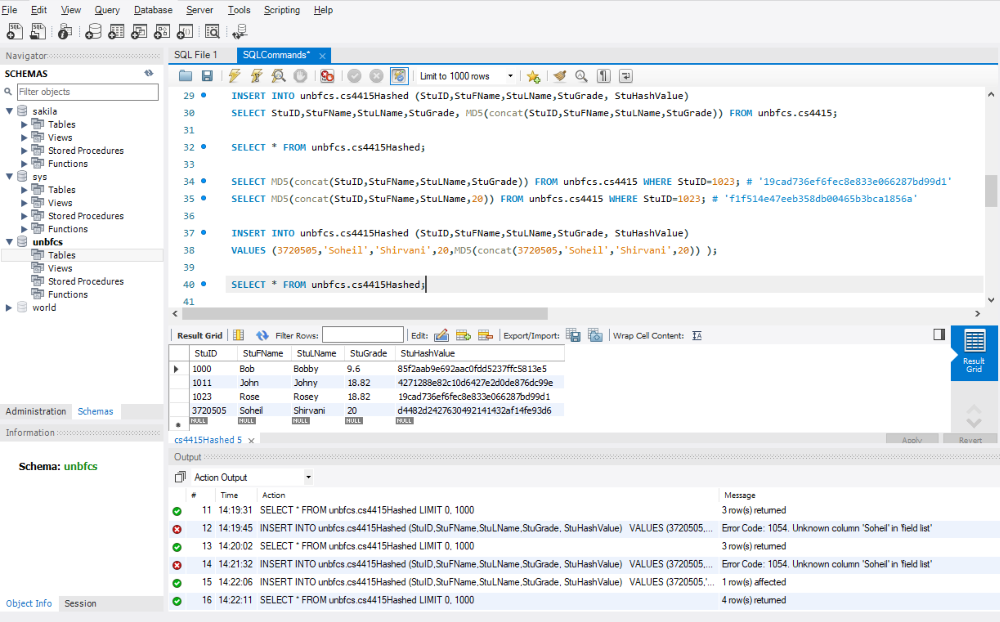 File Edit View Query Database Server Tools Scripting Help
Navigator
SCHEMAS
Filter objects
sakila
Tables
Views
Stored Procedures
Functions
sys
Tables
Views
Stored Procedures
Functions
unbfcs
Tables
Views
Stored Procedures
Functions
world
Administration Schemas
Information
Schema: unbfcs
Object Info Session
SQL File 1 SQLCommands*
Limit to 1000 rows
29 INSERT INTO unbfcs.cs4415Hashed (StuID,StuFName,StuLName,StuGrade, StuHashValue)
30 SELECT StuID,StuFName,StuLName,StuGrade, MD5(concat(StuID,StuFName,StuLName,StuGrade)) FROM unbfcs.cs4415;
31
32 SELECT * FROM unbfcs.cs4415Hashed;
33
34 SELECT MD5(concat(StuID,StuFName,StuLName,StuGrade)) FROM unbfcs.cs4415 WHERE StuID=1023; # '19cad736ef6fec8e833e066287bd99d1'
35 SELECT MD5(concat(StuID,StuFName,StuLName,20)) FROM unbfcs.cs4415 WHERE StuID=1023; # 'f1f514e47eeb358db00465b3bca1856a'
36
37 INSERT INTO unbfcs.cs4415Hashed (StuID,StuFName,StuLName,StuGrade, StuHashValue)
38 VALUES (3720505,'Soheil','Shirvani',20,MD5(concat(3720505,'Soheil','Shirvani',20)) );
39
40 SELECT * FROM unbfcs.cs4415Hashed;
41
Result Grid Filter Rows: Edit: Export/Import: Wrap Cell Content:
StuID StuFName StuLName StuGrade StuHashValue
1000 Bob Bobby 9.6 85f2aab9e692aac0fdd5237ffc5813e5
1011 John Johny 18.82 4271288e82c10d6427e2d0de876dc99e
1023 Rose Rosey 18.82 19cad736ef6fec8e833e066287bd99d1
3720505 Soheil Shirvani 20 d4482d2427630492141432af14fe93d6
NULL NULL NULL NULL NULL
Result
Grid
cs4415Hashed 5 Apply Revert
Output
Action Output
# Time Action Message
11 14:19:31 SELECT * FROM unbfcs.cs4415Hashed LIMIT 0, 1000 3 row(s) returned
12 14:19:45 INSERT INTO unbfcs.cs4415Hashed (StuID,StuFName,StuLName,StuGrade, StuHashValue) VALUES (3720505,... Error Code: 1054. Unknown column 'Soheil' in 'field list'
13 14:20:02 SELECT * FROM unbfcs.cs4415Hashed LIMIT 0, 1000 3 row(s) returned
14 14:21:32 INSERT INTO unbfcs.cs4415Hashed (StuID,StuFName,StuLName,StuGrade, StuHashValue) VALUES (3720505,... Error Code: 1054. Unknown column 'Soheil' in 'field list'
15 14:22:06 INSERT INTO unbfcs.cs4415Hashed (StuID,StuFName,StuLName,StuGrade, StuHashValue) VALUES (3720505,'... 1 row(s) affected
16 14:22:11 SELECT * FROM unbfcs.cs4415Hashed LIMIT 0, 1000 4 row(s) returned